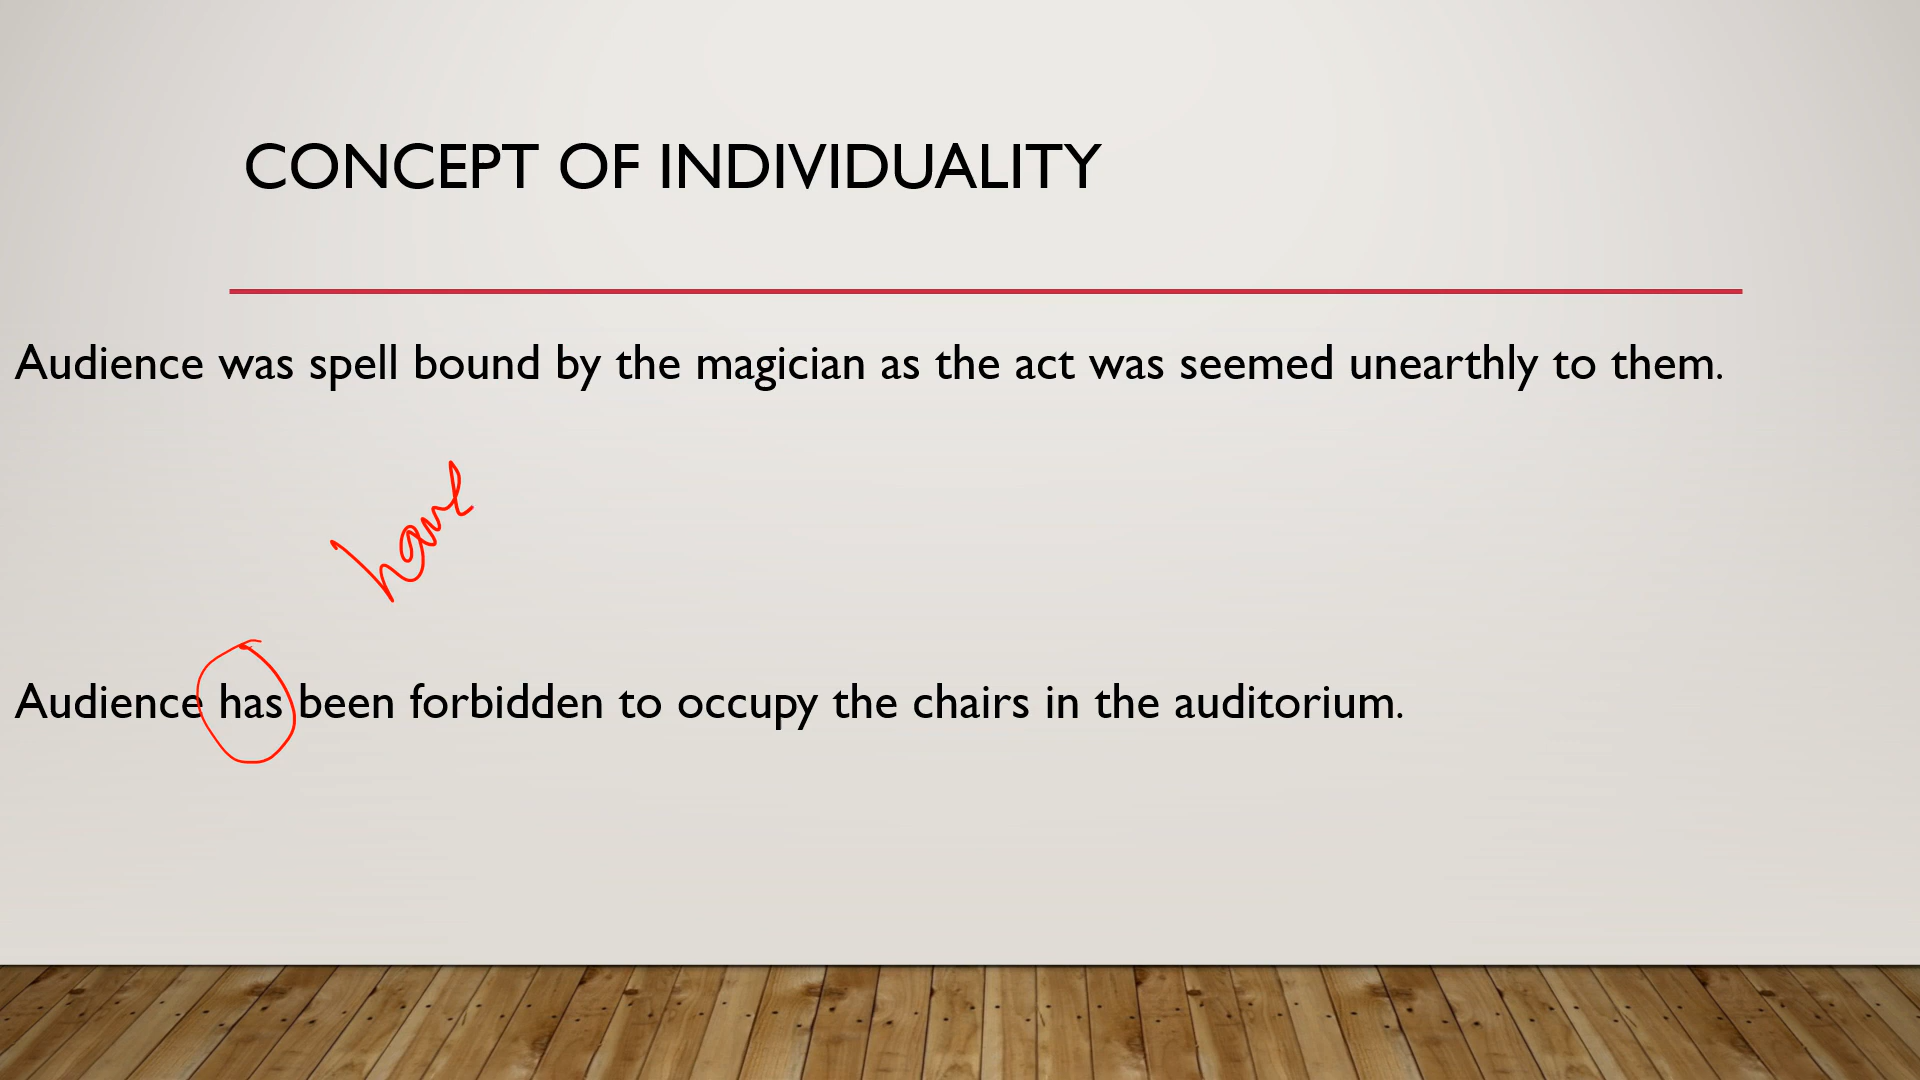 CONCEPT OF INDIVIDUALITY
Audience was spell bound by the magician as the act was seemed unearthly to them.
have
Audience has been forbidden to occupy the chairs in the auditorium.